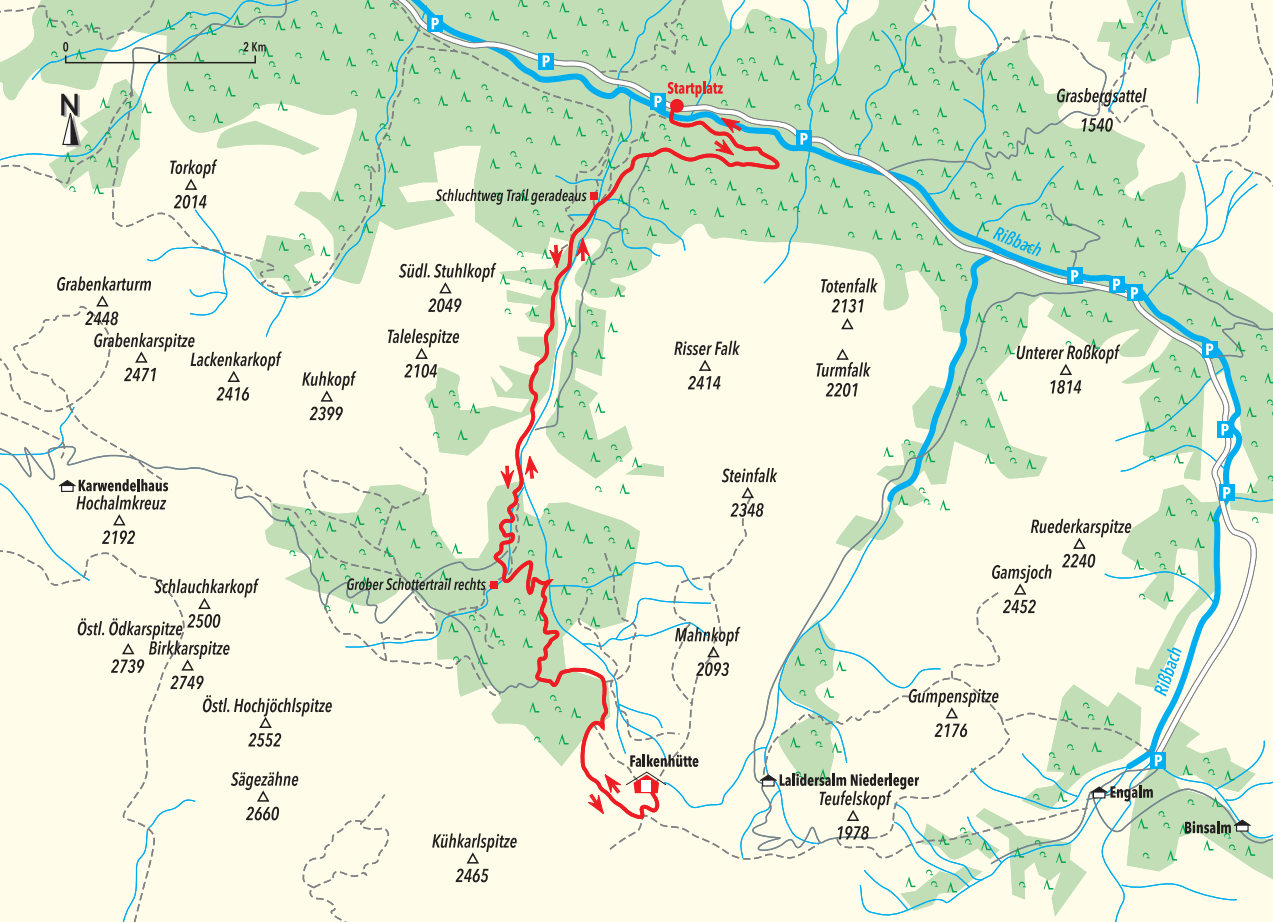 P
P
0
2 Km
N
Startplatz
P
P
Grasbergsattel
1540
Torkopf
2014
Schluchtweg Trail geradeaus
Rißbach
P
P
P
Grabenkarturm
2448
Südl. Stuhlkopf
2049
Totenfalk
2131
Grabenkarspitze
2471
Lackenkarkopf
2416
Talelespitze
2104
Kuhkopf
2399
Risser Falk
2414
Turmfalk
2201
Unterer Roßkopf
1814
P
P
P
Karwendelhaus
Hochalmkreuz
2192
Steinfalk
2348
Ruederkarspitze
2240
Gamsjoch
2452
Schlauchkarkopf
2500
Grober Schottertrail rechts
Östl. Ödkarspitze
2739
Birkkarspitze
2749
Mahnkopf
2093
Rißbach
Östl. Hochjöchlspitze
2552
Gumpenspitze
2176
Sägezähne
2660
Falkenhütte
P
Lalidersalm Niederleger
Teufelskopf
1978
Engalm
Binsalm
Kühkarlspitze
2465